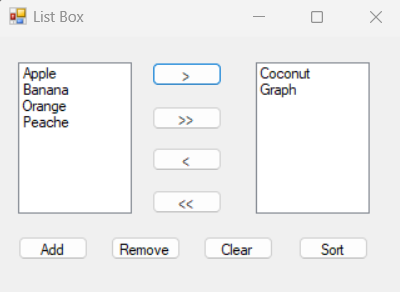 List Box
Apple
Banana
Orange
Peache
>
>>
<
<<
Coconut
Graph
Add
Remove
Clear
Sort